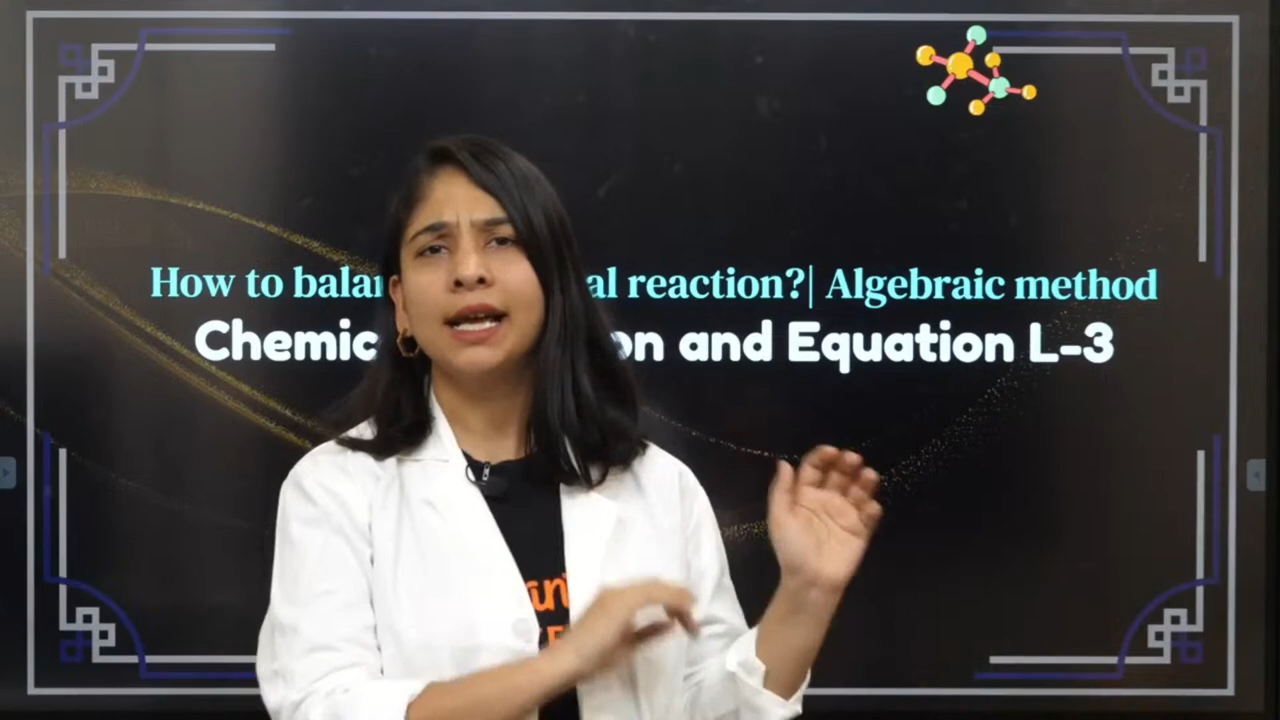 How to balan al reaction?| Algebraic method
Chemic on and Equation L-3